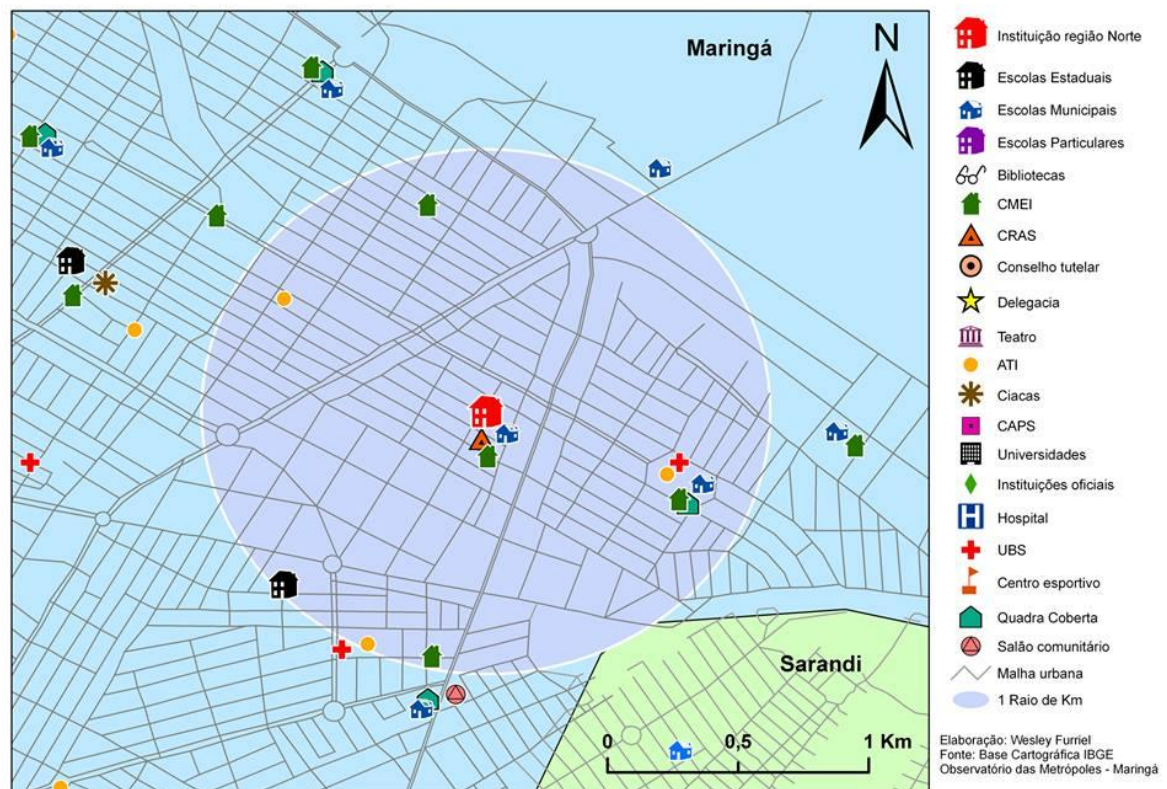 Maringá
N
Sarandi
0
0,5
1 Km
Instituição região Norte
Escolas Estaduais
Escolas Municipais
Escolas Particulares
Bibliotecas
CMEI
CRAS
Conselho tutelar
Delegacia
Teatro
ATI
Ciacas
CAPS
Universidades
Instituições oficiais
H Hospital
UBS
Centro esportivo
Quadra Coberta
Salão comunitário
Malha urbana
1 Raio de Km
Elaboração: Wesley Furriel
Fonte: Base Cartográfica IBGE
Observatório das Metrópoles - Maringá